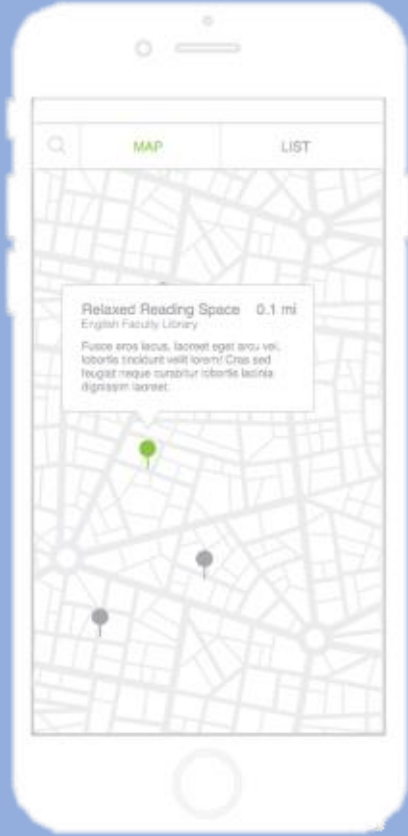 MAP
LIST
Relaxed Reading Space 0.1 mi
English Faculty Library
Fusce eros lacus, laoreet eget arcu vel,
lobortis tincidunt velit lorem! Cras sed
feugiat neque curabitur lobortis lacinia
dignissim laoreet.